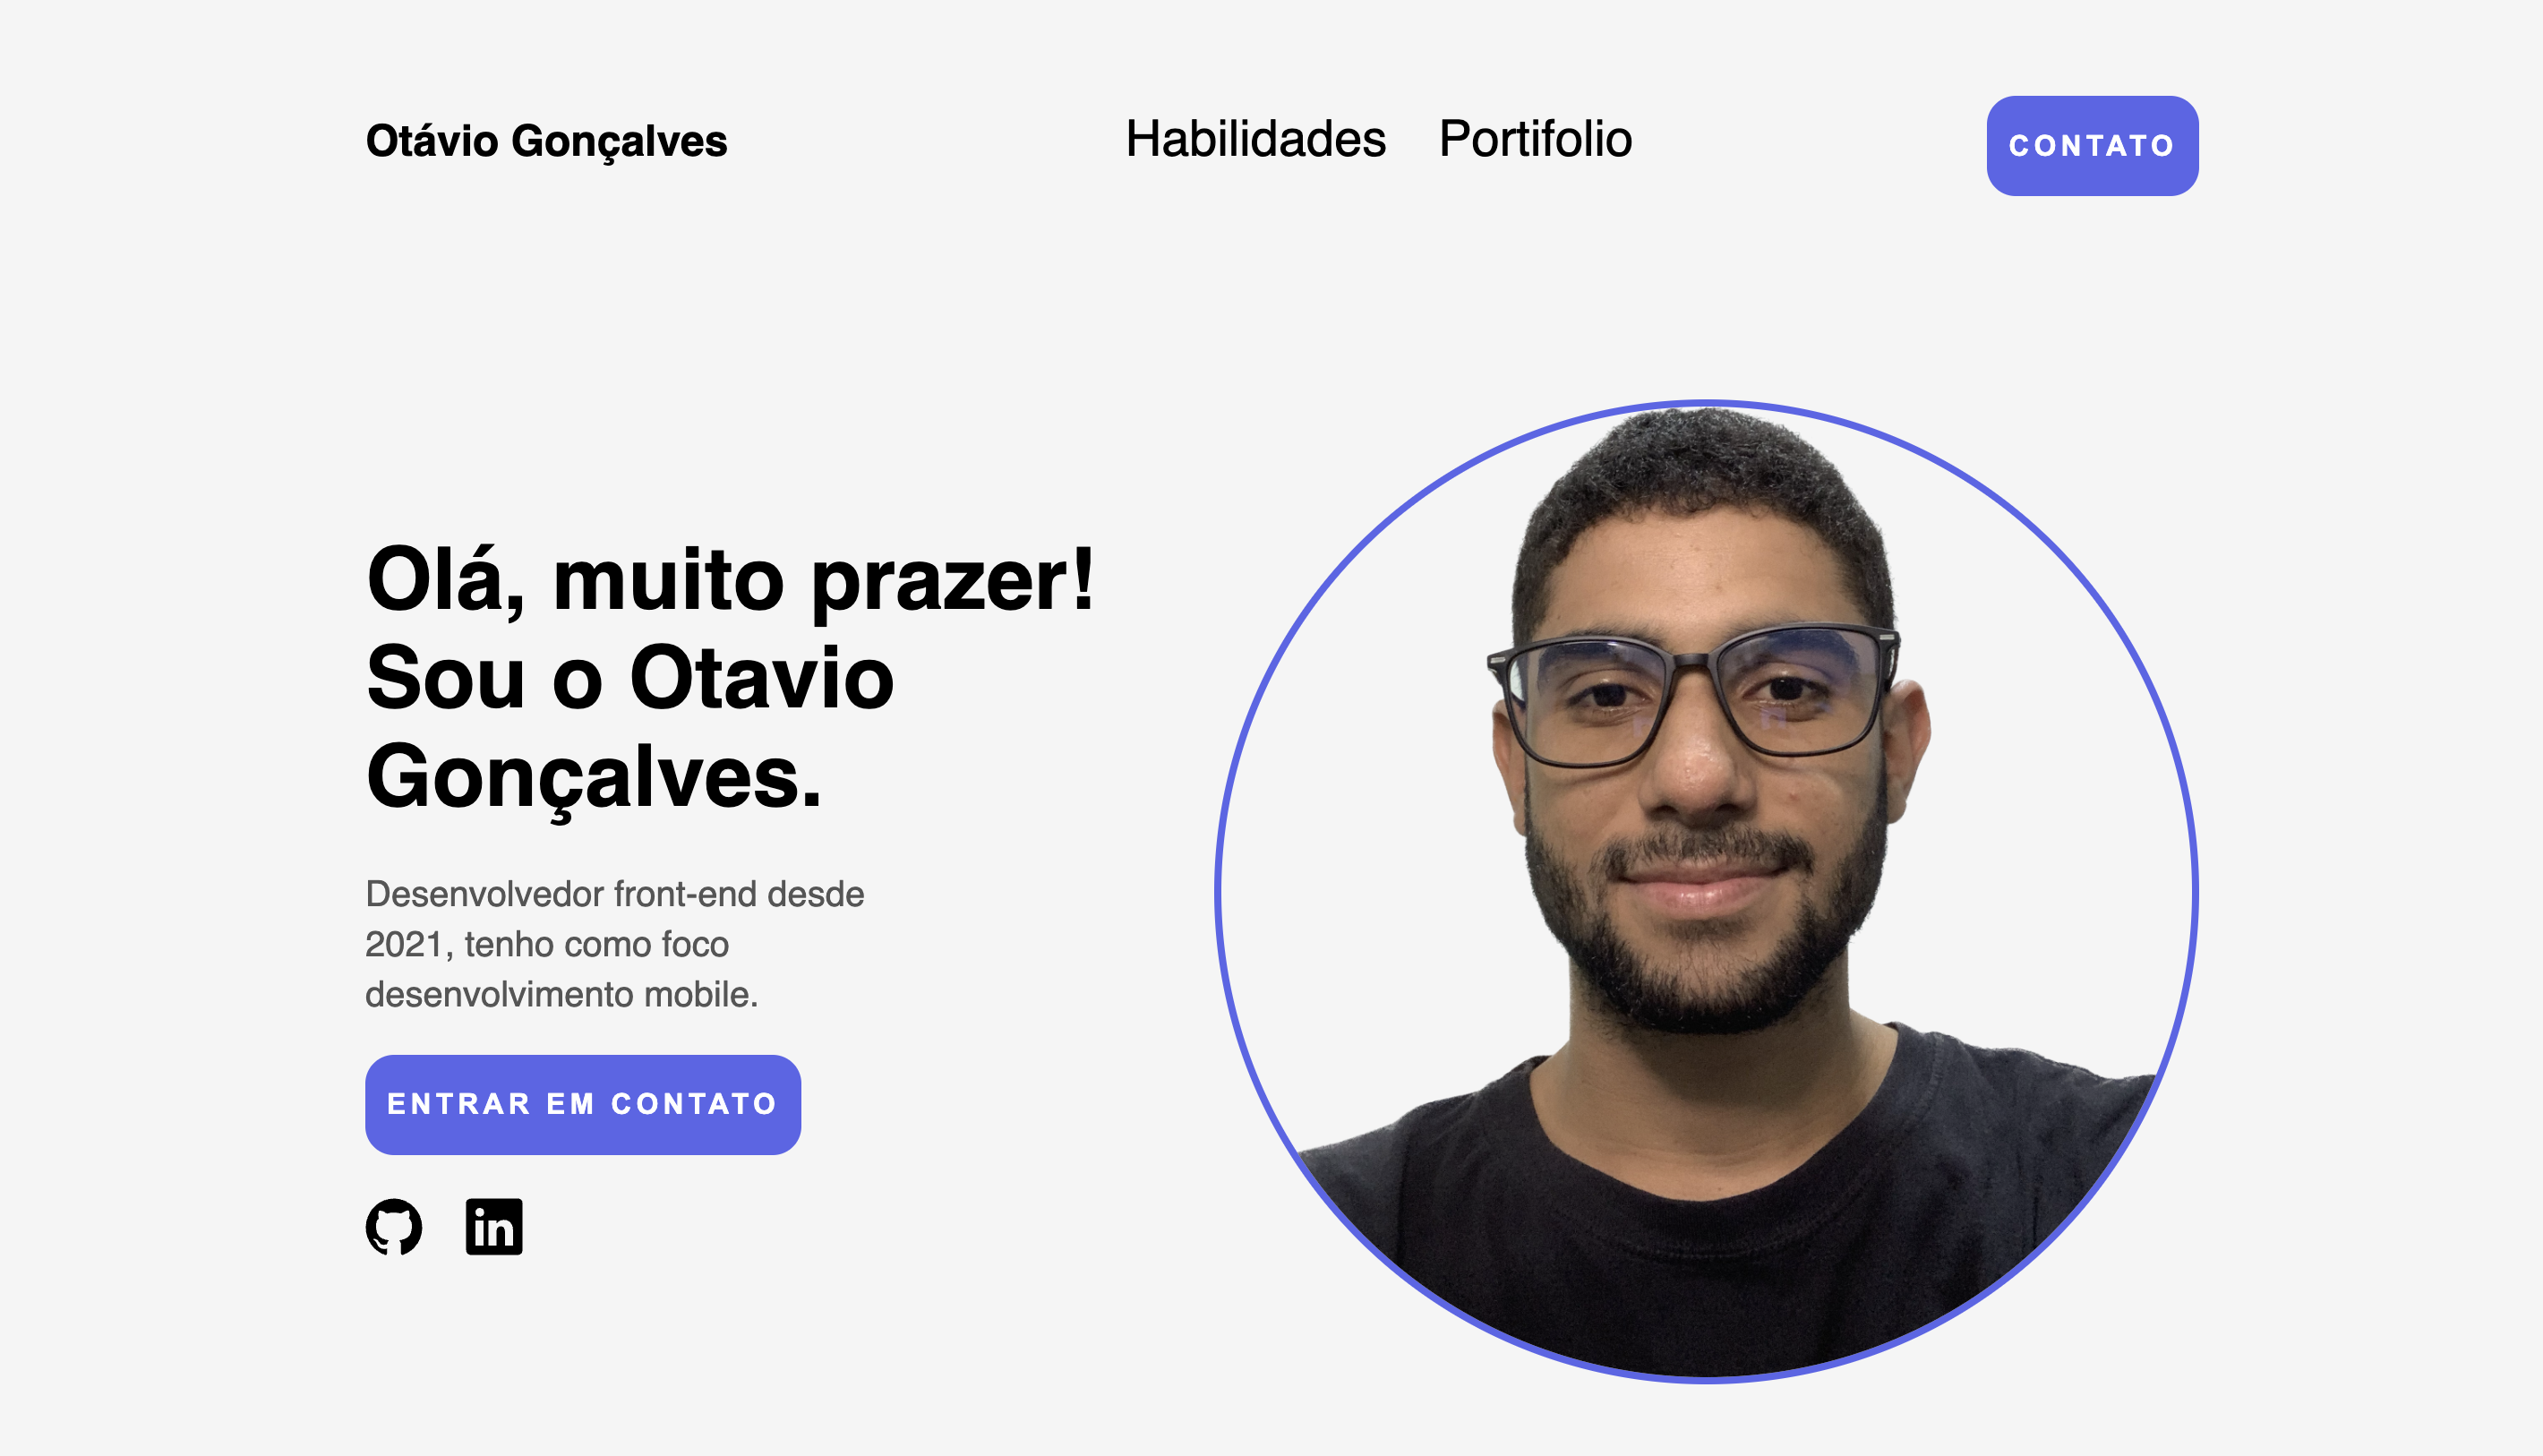 Otávio Gonçalves
Habilidades Portifolio
CONTATO
Olá, muito prazer!
Sou o Otavio
Gonçalves.
Desenvolvedor front-end desde
2021, tenho como foco
desenvolvimento mobile.
ENTRAR EM CONTATO
in